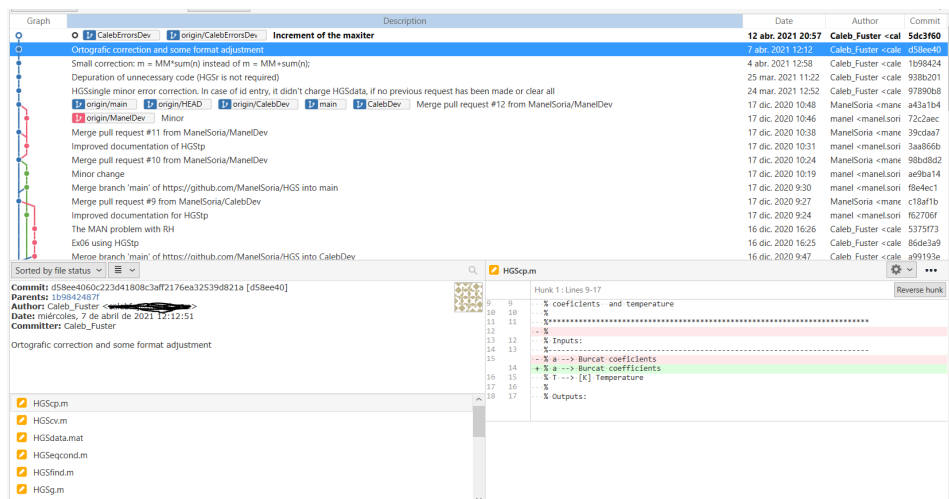 Graph Description Date Author Commit
CalebErrorsDev origin/CalebErrorsDev Increment of the maxiter 12 abr. 2021 20:57 Caleb_Fuster <cal 5dc3f60
Ortografic correction and some format adjustment 7 abr. 2021 12:12 Caleb_Fuster <cale d58ee40
Small correction: m = MM*sum(n) instead of m = MM+sum(n); 4 abr. 2021 12:58 Caleb_Fuster <cale 1b98424
Depuration of unnecessary code (HGSr is not required) 25 mar. 2021 11:22 Caleb_Fuster <cale 938b201
HGSsingle minor error correction. In case of id entry, it didn't charge HGSdata, if no previous request has been made or clear all 24 mar. 2021 12:52 Caleb_Fuster <cale 97890b8
origin/main origin/HEAD origin/CalebDev main CalebDev Merge pull request #12 from ManelSoria/ManelDev 17 dic. 2020 10:48 ManelSoria <mane a43a1b4
origin/ManelDev Minor 17 dic. 2020 10:46 manel <manel.sori 72c2aec
Merge pull request #11 from ManelSoria/ManelDev 17 dic. 2020 10:38 ManelSoria <mane 39cdaa7
Improved documentation of HGStp 17 dic. 2020 10:31 manel <manel.sori 3aa866b
Merge pull request #10 from ManelSoria/ManelDev 17 dic. 2020 10:24 ManelSoria <mane 98bd8d2
Minor change 17 dic. 2020 10:19 manel <manel.sori ae9ba14
Merge branch 'main' of https://github.com/ManelSoria/HGS into main 17 dic. 2020 9:30 manel <manel.sori f8e4ec1
Merge pull request #9 from ManelSoria/CalebDev 17 dic. 2020 9:27 ManelSoria <mane c18af1b
Improved documentation for HGStp 17 dic. 2020 9:24 manel <manel.sori f62706f
The MAN problem with RH 16 dic. 2020 16:26 Caleb_Fuster <cale 5375f73
Ex06 using HGStp 16 dic. 2020 16:25 Caleb_Fuster <cale 86de3a9
Merge branch 'main' of https://github.com/ManelSoria/HGS into CalebDev 16 dic. 2020 9:47 Caleb_Fuster <cale a99193e
Sorted by file status
Commit: d58ee4060c223d41808c3aff2176ea32539d821a [d58ee40]
Parents: 1b9842487f
Author: Caleb_Fuster <
Date: miércoles, 7 de abril de 2021 12:12:51
Committer: Caleb_Fuster
Ortografic correction and some format adjustment
HGScp.m
HGScv.m
HGSdata.mat
HGSeqcond.m
HGSfind.m
HGSg.m
HGScp.m
Hunk 1 : Lines 9-17 Reverse hunk
9 9 % coeficients and temperature
10 10 %
11 11 %**************************************************************************
12 - %
13 12 % Inputs:
14 13 %--------------------------------------------------------------------------
15 - % a --> Burcat coeficients
14 + % a --> Burcat coefficients
16 15 % T --> [K] Temperature
17 16 %
18 17 % Outputs: